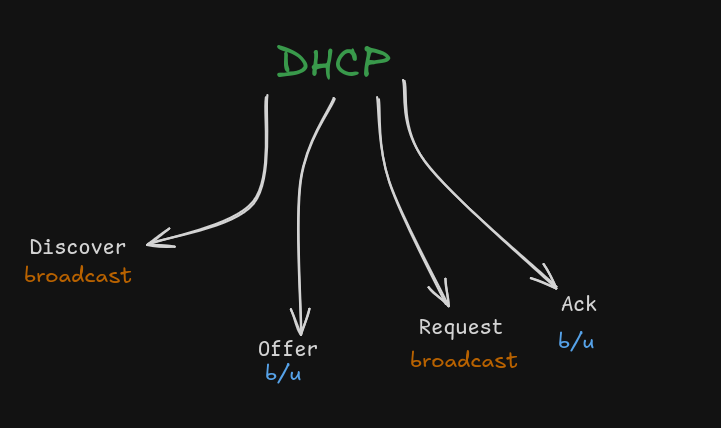 DHCP
Discover
broadcast
Offer
b/u
Request
broadcast
Ack
b/u